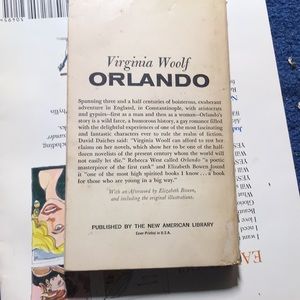 Virginia Woolf
ORLANDO
Spanning three and a half centuries of boisterous, exuberant
adventure in England, in Constantinople, with aristocrats
and gypsies—first as a man and then as a woman—Orlando's
story is a wild farce, a humorous history, a gay romance filled
with the delightful experiences of one of the most fascinating
and fantastic characters ever to rule the realm of fiction.
David Daiches said: "Virginia Woolf can afford to rest her
claims on her novels, which show her to be one of the half-
dozen novelists of the present century whom the world will
not easily let die." Rebecca West called Orlando "a poetic
masterpiece of the first rank" and Elizabeth Bowen found
it "one of the most high spirited books I know . . . a book
for those who are young in a big way."
With an Afterword by Elizabeth Bowen,
and including the original illustrations.
PUBLISHED BY THE NEW AMERICAN LIBRARY
Cover Printed in U.S.A.